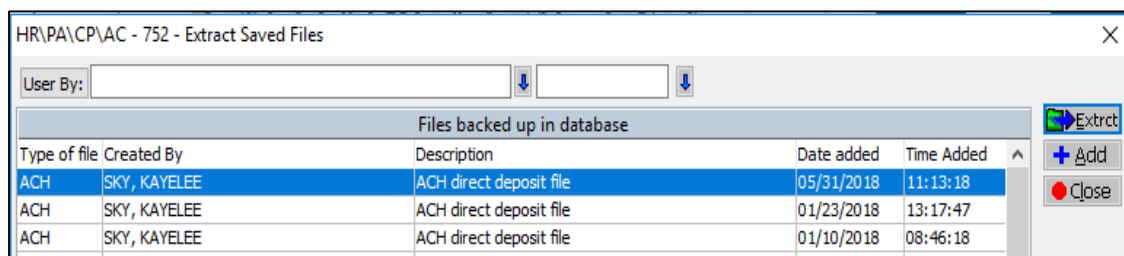 HR\PA\CP\AC - 752 - Extract Saved Files
User By:
Files backed up in database
Extrct
Type of file Created By Description Date added Time Added
Add
ACH SKY, KAYELEE ACH direct deposit file 05/31/2018 11:13:18
Close
ACH SKY, KAYELEE ACH direct deposit file 01/23/2018 13:17:47
ACH SKY, KAYELEE ACH direct deposit file 01/10/2018 08:46:18